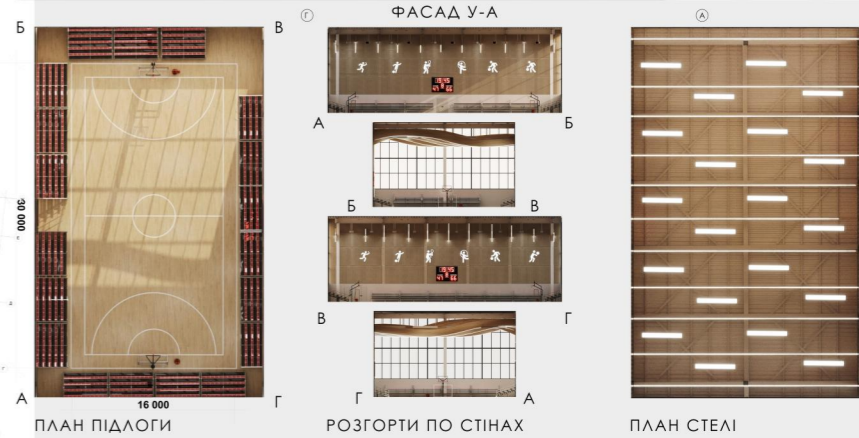 ФАСАД У-А
Г
А
Б
В
А
Б
Б
В
30 000
В
Г
А
Г
Г
А
16 000
ПЛАН ПІДЛОГИ
РОЗГОРТИ ПО СТІНАХ
ПЛАН СТЕЛІ